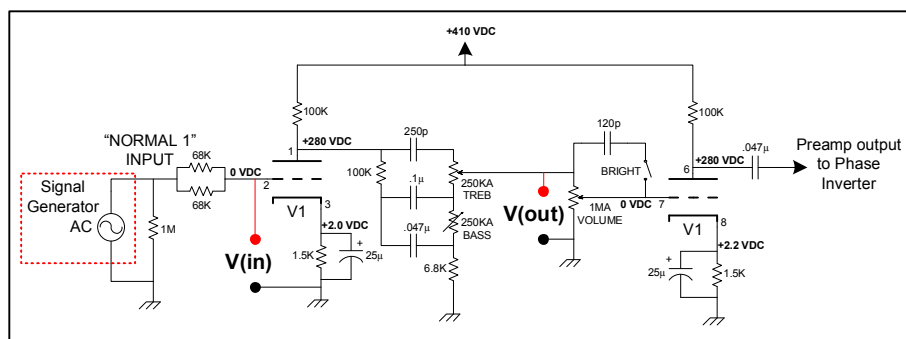 +410 VDC
100K
100K
"NORMAL 1"
INPUT
68K
68K
0 VDC
2
1
+280 VDC
250p
120p
.047µ
Preamp output
to Phase
Inverter
Signal
Generator
AC
1M
V(in)
V1
3
+2.0 VDC
1.5K
+
25µ
100K
.1µ
.047µ
250KA
TREB
250KA
BASS
6.8K
V(out)
BRIGHT
1MA
VOLUME
0 VDC
7
6
+280 VDC
V1
8
+2.2 VDC
+
25µ
1.5K